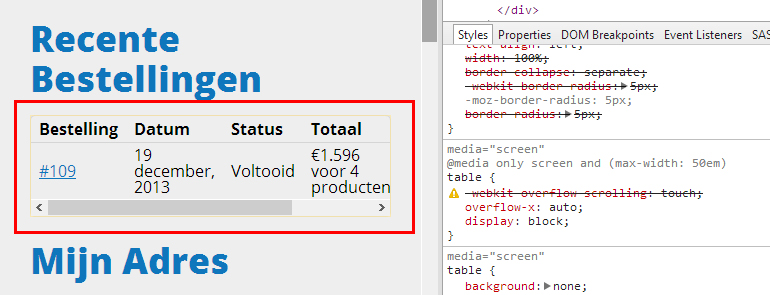 Recente
Bestellingen
Bestelling Datum Status Totaal
#109 19 december, 2013 Voltooid €1.596 voor 4 producten
Mijn Adres
</div>
Styles Properties DOM Breakpoints Event Listeners SAS
text-align: left;
width: 100%;
border-collapse: separate;
-webkit-border-radius:▶5px;
-moz-border-radius: 5px;
border-radius:▶5px;
}
media="screen"
@media only screen and (max-width: 50em)
table {
-webkit-overflow-scrolling: touch;
overflow-x: auto;
display: block;
}
media="screen"
table {
background:▶none;